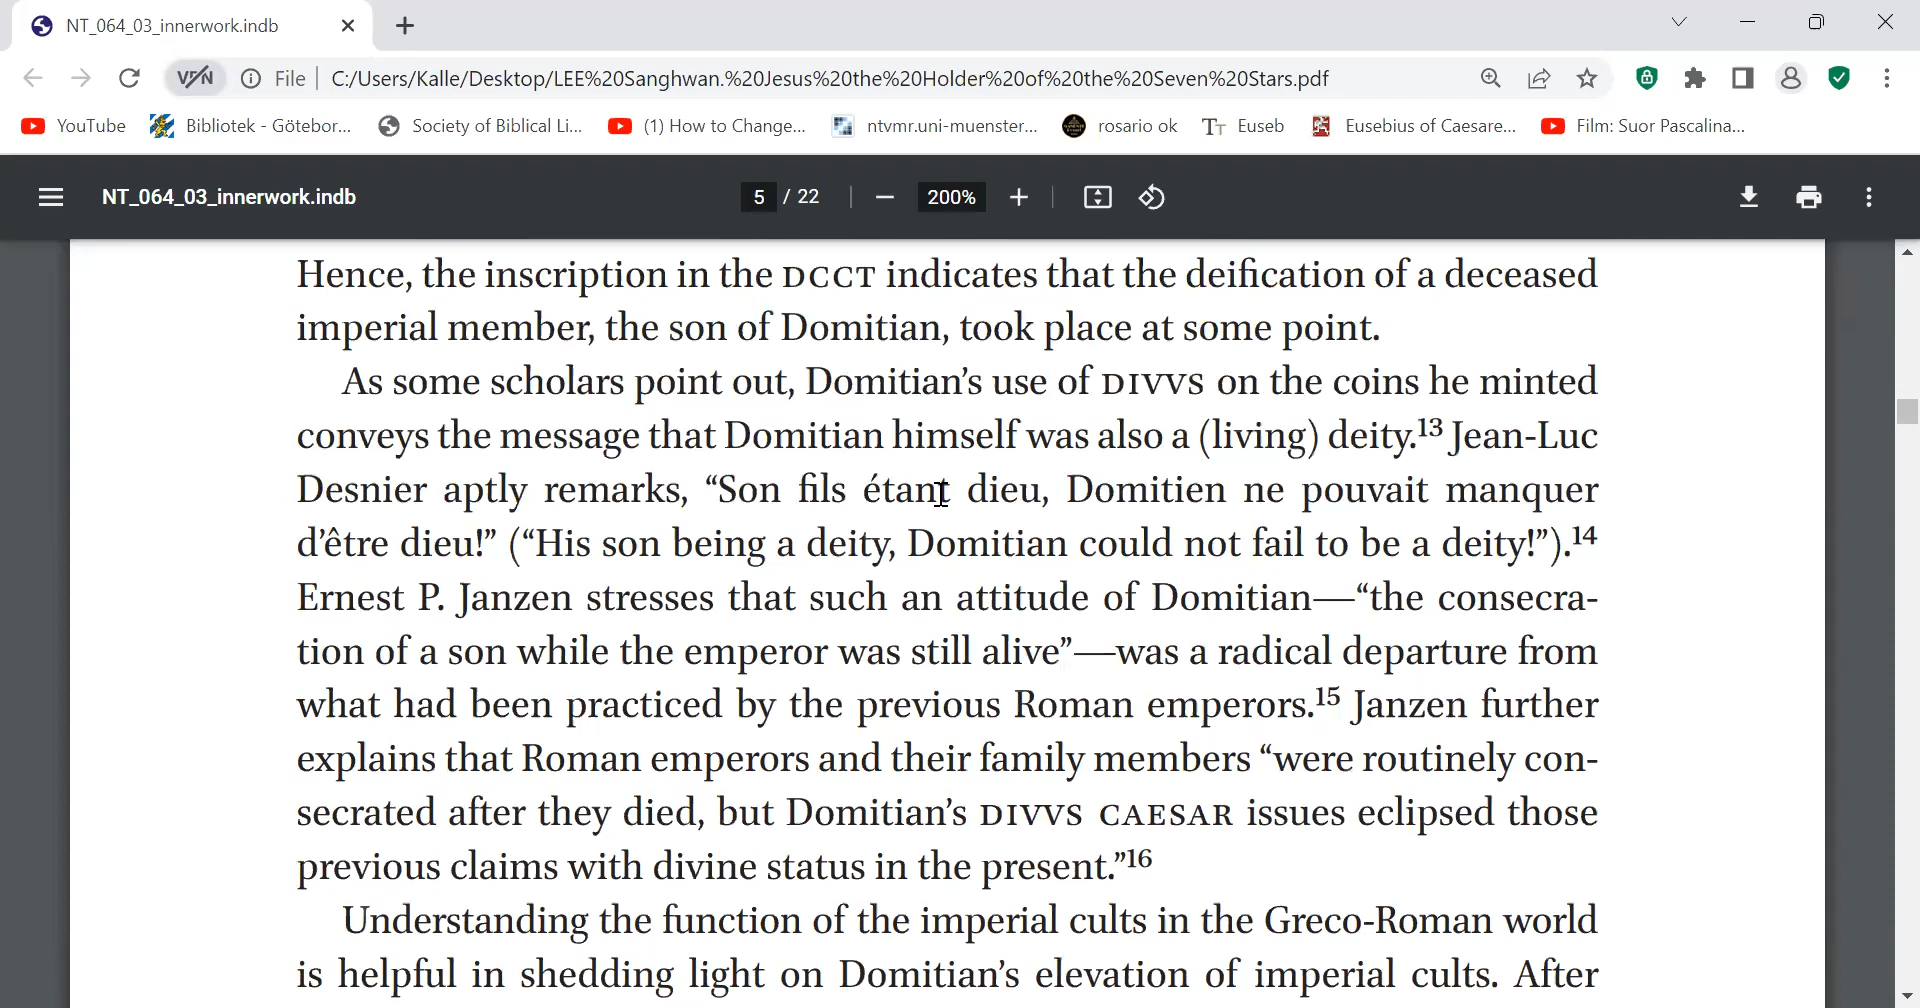 NT_064_03_innerwork.indb
VPN File C:/Users/Kalle/Desktop/LEE%20Sanghwan.%20Jesus%20the%20Holder%20of%20the%20Seven%20Stars.pdf
YouTube Bibliotek - Götebor... Society of Biblical Li... (1) How to Change... ntvmr.uni-muenster... rosario ok Euseb Eusebius of Caesare... Film: Suor Pascalina...
NT_064_03_innerwork.indb 5 / 22 200%
Hence, the inscription in the DCCT indicates that the deification of a deceased
imperial member, the son of Domitian, took place at some point.
As some scholars point out, Domitian’s use of DIVVS on the coins he minted
conveys the message that Domitian himself was also a (living) deity.13 Jean-Luc
Desnier aptly remarks, “Son fils étant dieu, Domitien ne pouvait manquer
d’être dieu!” (“His son being a deity, Domitian could not fail to be a deity!”).14
Ernest P. Janzen stresses that such an attitude of Domitian—“the consecra-
tion of a son while the emperor was still alive”—was a radical departure from
what had been practiced by the previous Roman emperors.15 Janzen further
explains that Roman emperors and their family members “were routinely con-
secrated after they died, but Domitian’s DIVVS CAESAR issues eclipsed those
previous claims with divine status in the present.”16
Understanding the function of the imperial cults in the Greco-Roman world
is helpful in shedding light on Domitian’s elevation of imperial cults. After